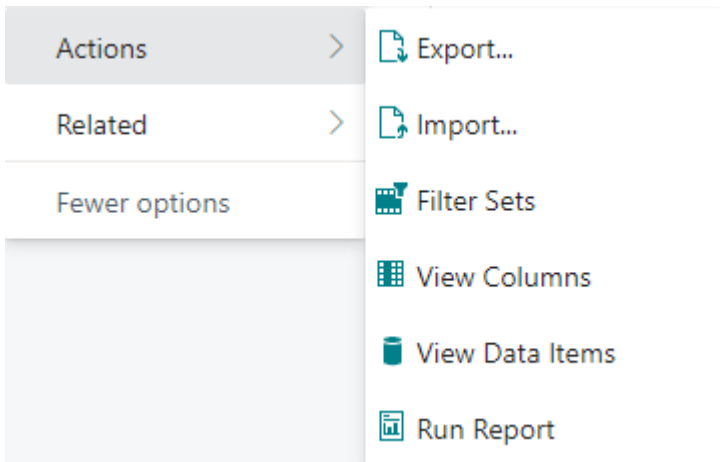 Actions
Related
Fewer options
Export...
Import...
Filter Sets
View Columns
View Data Items
Run Report